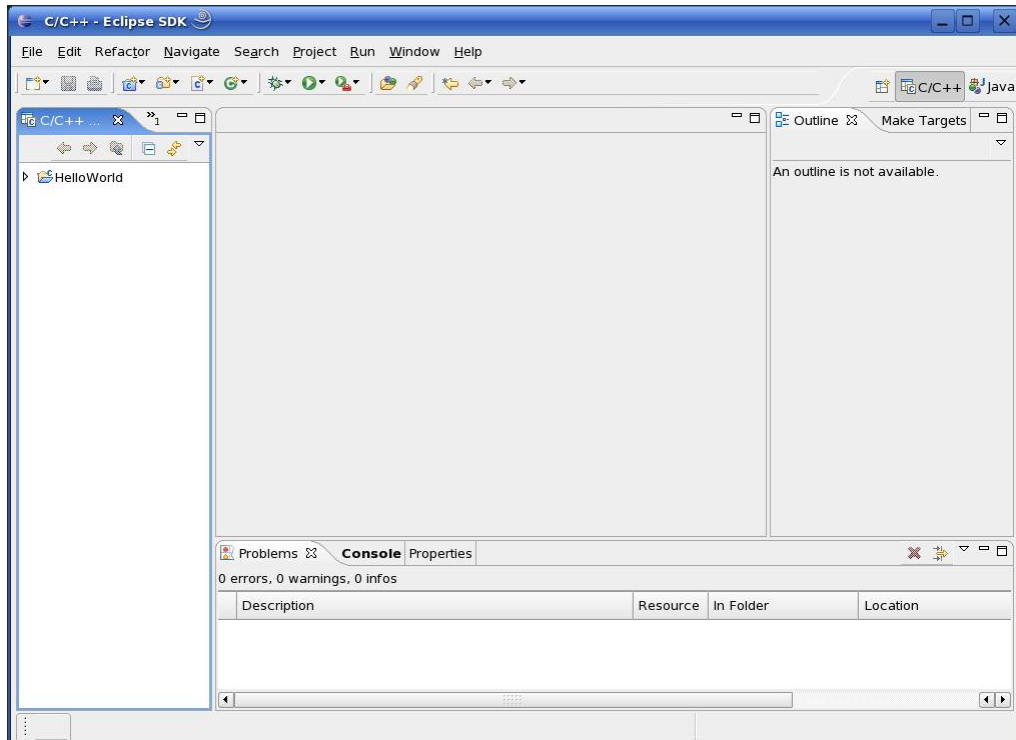 C/C++ - Eclipse SDK
File Edit Refactor Navigate Search Project Run Window Help
C/C++ Java
C/C++ ... »1
Outline Make Targets
HelloWorld
An outline is not available.
Problems Console Properties
0 errors, 0 warnings, 0 infos
Description Resource In Folder Location